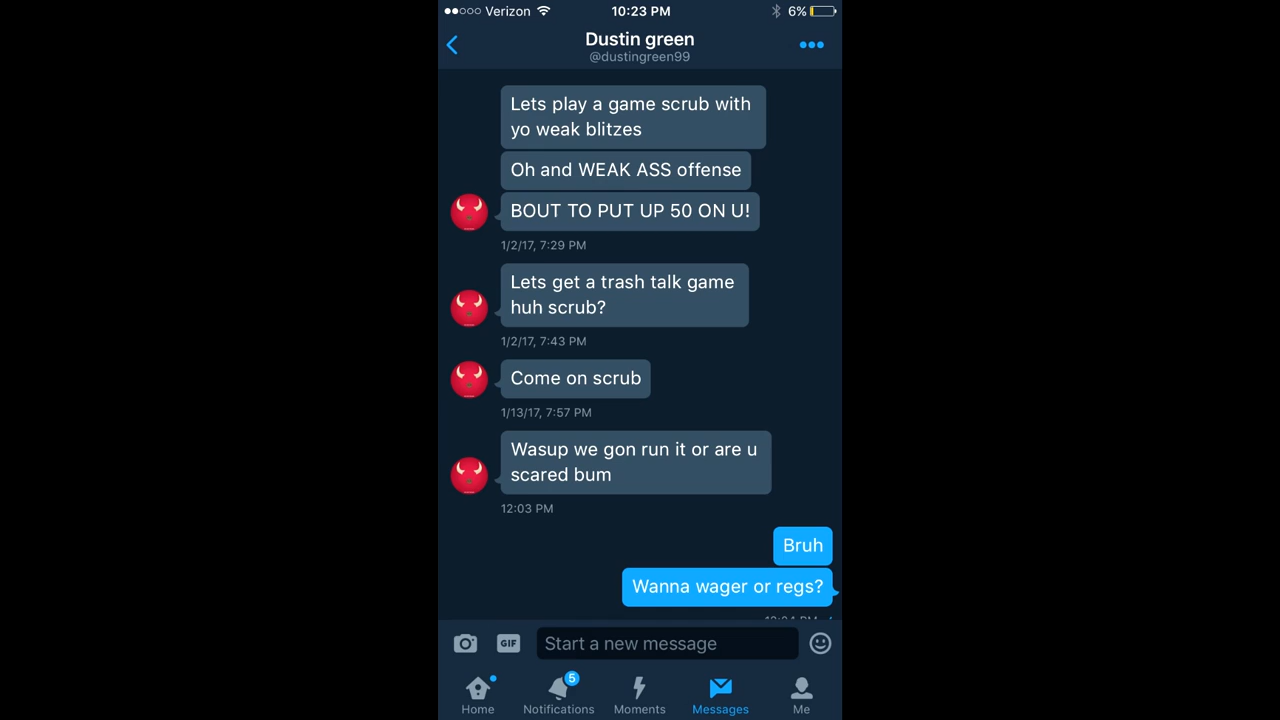 Verizon 10:23 PM 6%
Dustin green
@dustingreen99
Lets play a game scrub with
yo weak blitzes
Oh and WEAK ASS offense
BOUT TO PUT UP 50 ON U!
1/2/17, 7:29 PM
Lets get a trash talk game
huh scrub?
1/2/17, 7:43 PM
Come on scrub
1/13/17, 7:57 PM
Wasup we gon run it or are u
scared bum
12:03 PM
Bruh
Wanna wager or regs?
GIF Start a new message
5
Home Notifications Moments Messages Me